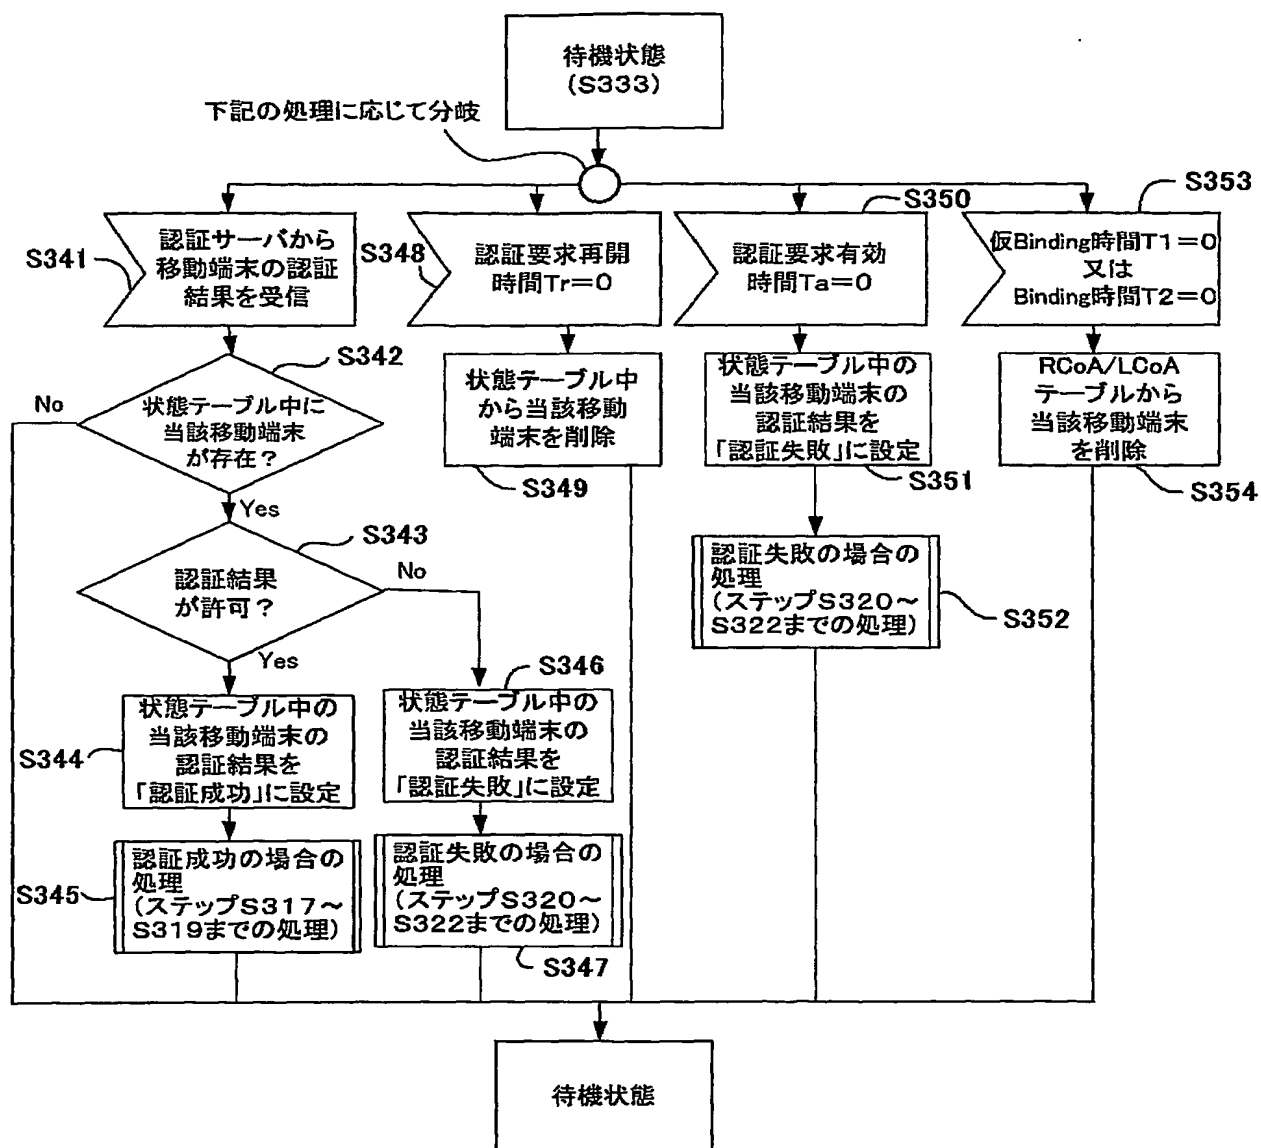 待機状態
(S333)
下記の処理に応じて分岐
S341
認証サーバから
移動端末の認証
結果を受信
S348
認証要求再開
時間Tr=0
S350
認証要求有効
時間Ta=0
S353
仮Binding時間T1=0
又は
Binding時間T2=0
S342
No
状態テーブル中に
当該移動端末
が存在?
Yes
状態テーブル中
から当該移動
端末を削除
S349
状態テーブル中の
当該移動端末の
認証結果を
「認証失敗」に設定
S351
RCoA/LCoA
テーブルから
当該移動端末
を削除
S354
S343
認証結果
が許可?
No
Yes
認証失敗の場合の
処理
(ステップS320~
S322までの処理)
S352
S344
状態テーブル中の
当該移動端末の
認証結果を
「認証成功」に設定
S346
状態テーブル中の
当該移動端末の
認証結果を
「認証失敗」に設定
S345
認証成功の場合の
処理
(ステップS317~
S319までの処理)
認証失敗の場合の
処理
(ステップS320~
S322までの処理)
S347
待機状態